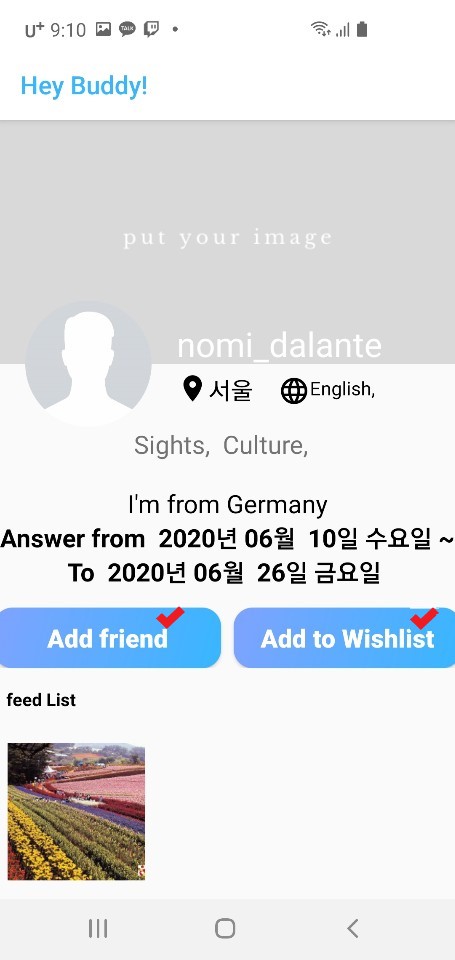 U+ 9:10 TALK
Hey Buddy!
put your image
nomi_dalante
서울 English,
Sights, Culture,
I'm from Germany
Answer from 2020년 06월 10일 수요일 ~
To 2020년 06월 26일 금요일
Add friend Add to Wishlist
feed List